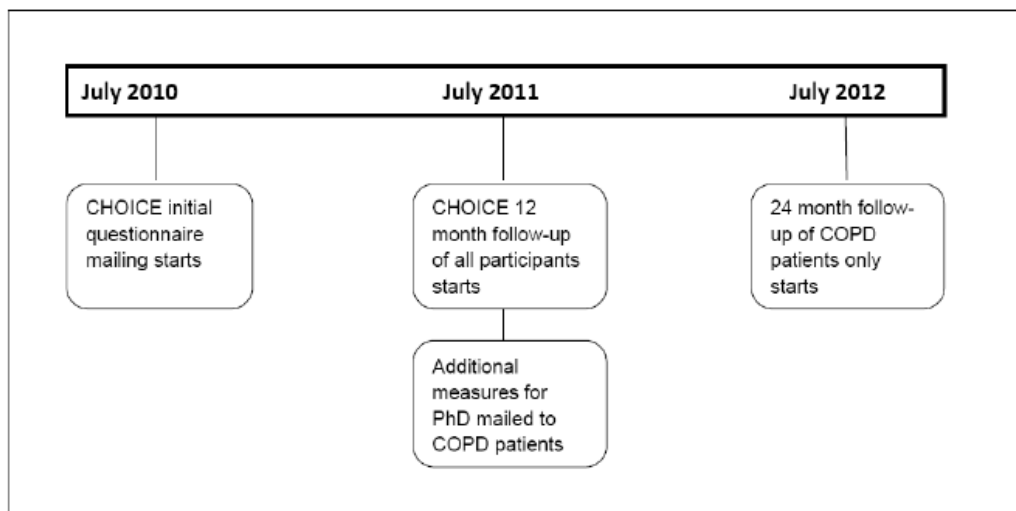 July 2010
July 2011
July 2012
CHOICE initial
questionnaire
mailing starts
CHOICE 12
month follow-up
of all participants
starts
24 month follow-
up of COPD
patients only
starts
Additional
measures for
PhD mailed to
COPD patients